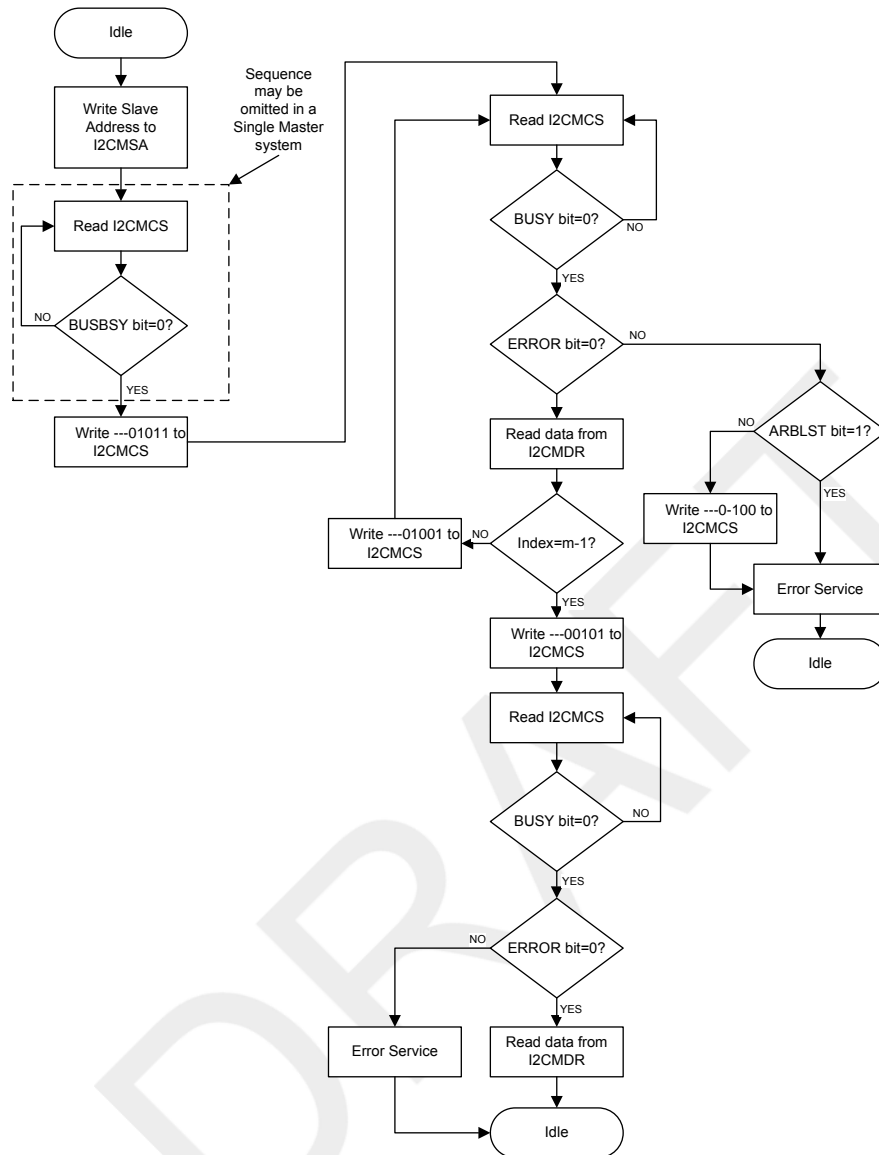 Idle
Write Slave
Address to
I2CMSA
Sequence
may be
omitted in a
Single Master
system
Read I2CMCS
BUSBSY bit=0?
NO
YES
Write ---01011 to
I2CMCS
Read I2CMCS
BUSY bit=0?
NO
YES
ERROR bit=0?
NO
YES
ARBLST bit=1?
NO
YES
Write ---0-100 to
I2CMCS
Error Service
Idle
Read data from
I2CMDR
Index=m-1?
NO
Write ---01001 to
I2CMCS
YES
Write ---00101 to
I2CMCS
Read I2CMCS
BUSY bit=0?
NO
YES
ERROR bit=0?
NO
YES
Error Service
Read data from
I2CMDR
Idle
DRAFT